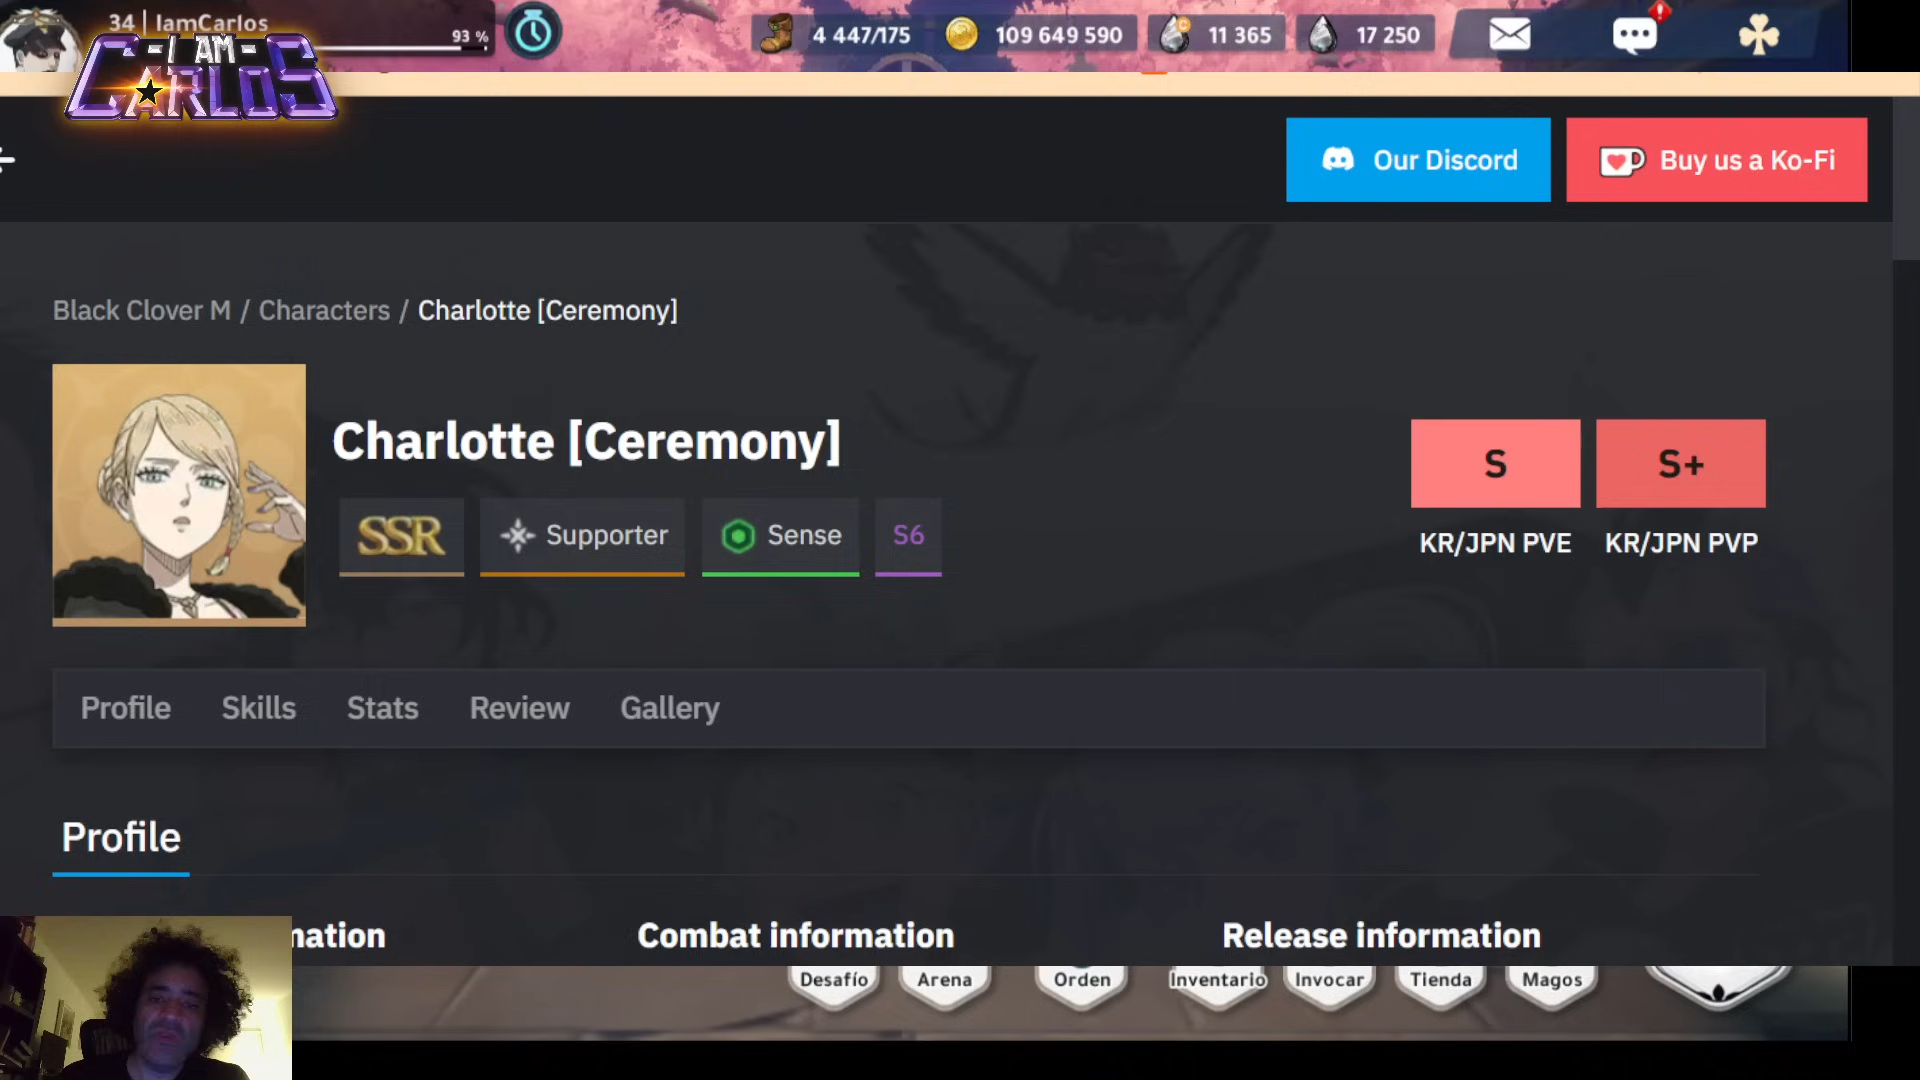 34 | IamCarlos
93 %
4 447/175
109 649 590
11 365
17 250
- I AM -
CARLOS
Our Discord
Buy us a Ko-Fi
Black Clover M / Characters / Charlotte [Ceremony]
Charlotte [Ceremony]
SSR
Supporter
Sense
S6
S
S+
KR/JPN PVE
KR/JPN PVP
Profile
Skills
Stats
Review
Gallery
Profile
mation
Combat information
Release information
Desafío
Arena
Orden
Inventario
Invocar
Tienda
Magos